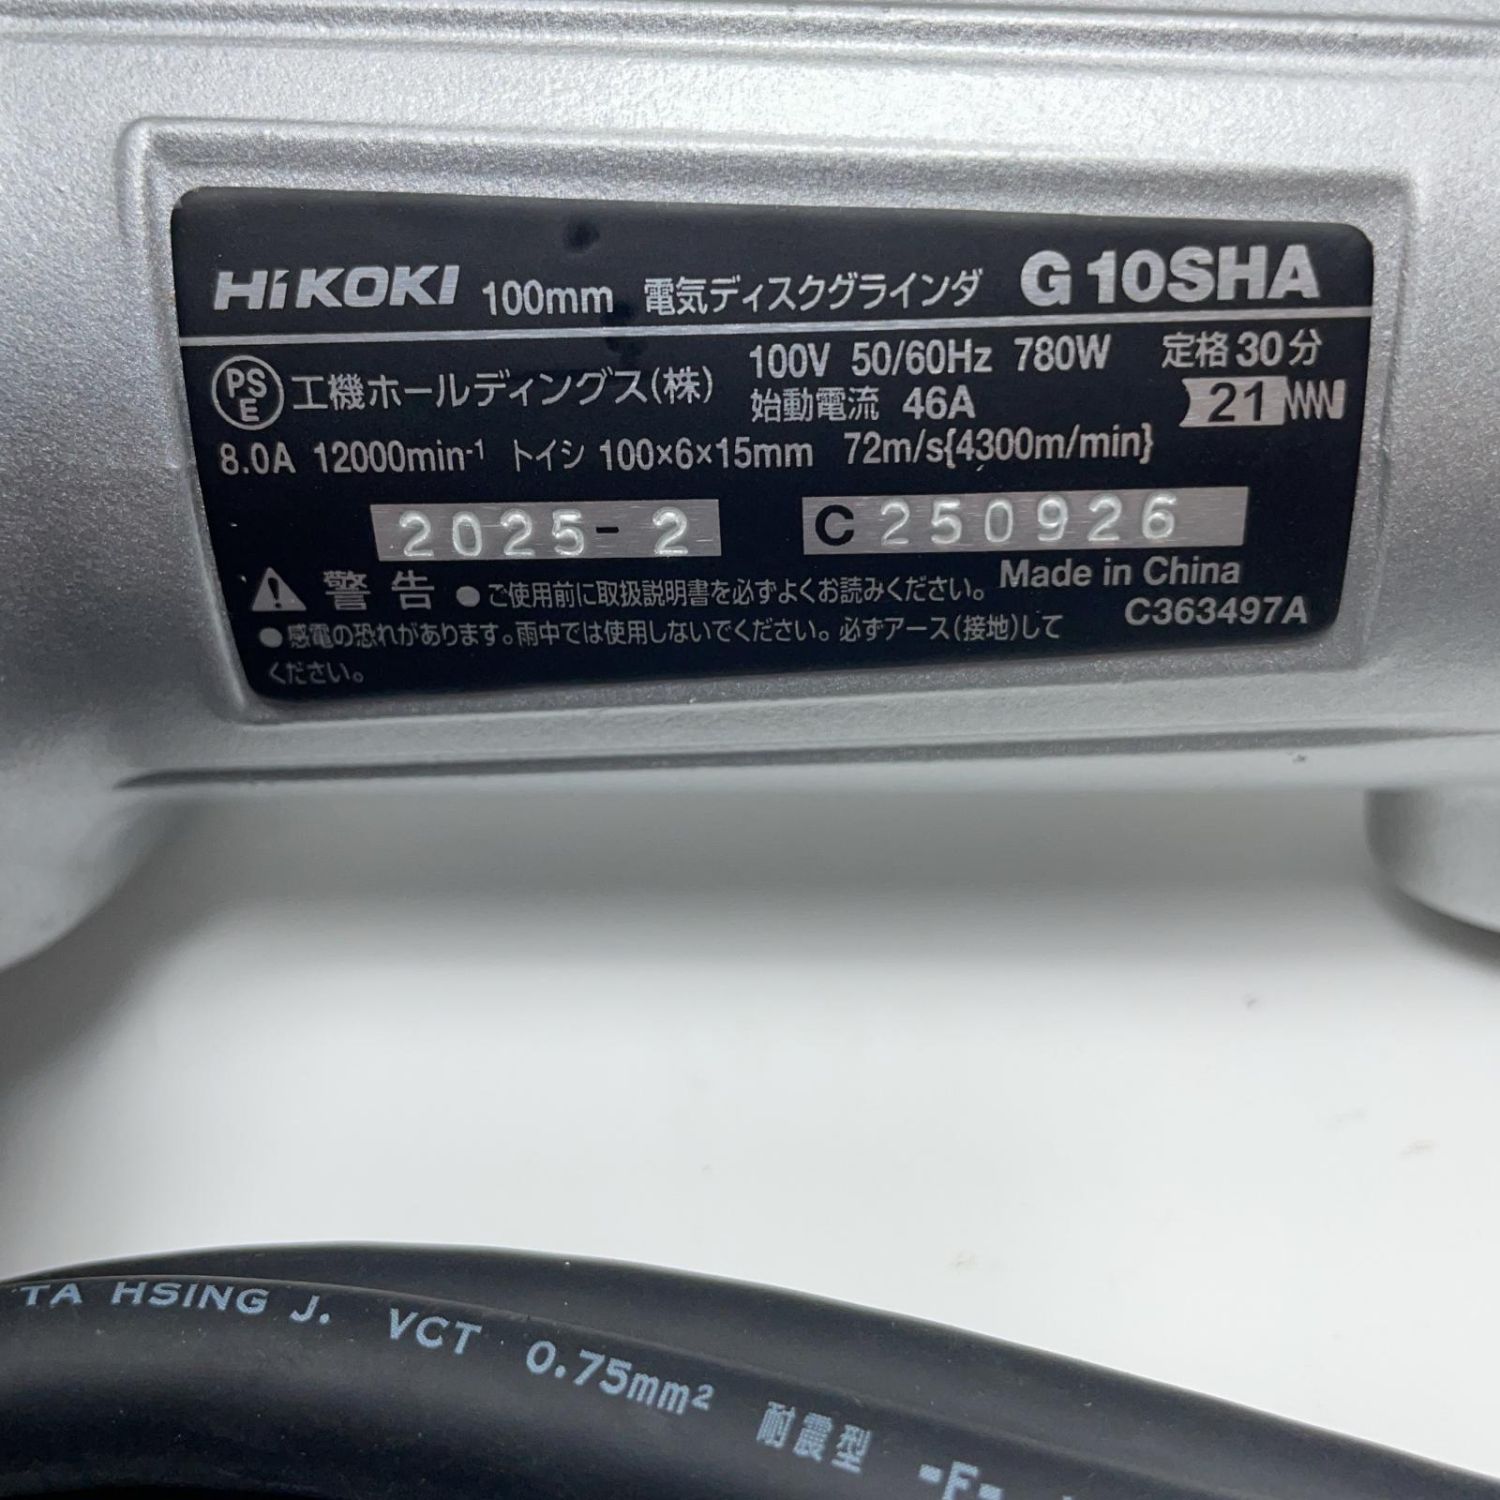 HiKOKI 100mm 電気ディスクグラインダ G10SHA
PSE 工機ホールディングス(株) 100V 50/60Hz 780W 定格30分
始動電流 46A 21
8.0A 12000min-1 トイシ 100×6×15mm 72m/s{4300m/min}
2025-2 C 250926
警告 ●ご使用前に取扱説明書を必ずよくお読みください。 Made in China
●感電の恐れがあります。雨中では使用しないでください。必ずアース(接地)して C363497A
ください。
TA HSING J. VCT 0.75mm² 耐震型 -F-